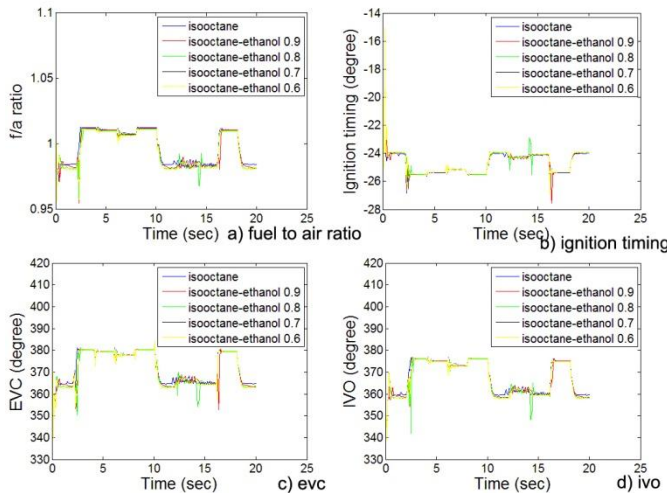 1.1
1.05
1
0.95
f/a ratio
isooctane
isooctane-ethanol 0.9
isooctane-ethanol 0.8
isooctane-ethanol 0.7
isooctane-ethanol 0.6
0 5 10 15 20 25
Time (sec)
a) fuel to air ratio
-14
-16
-18
-20
-22
-24
-26
-28
Ignition timing (degree)
isooctane
isooctane-ethanol 0.9
isooctane-ethanol 0.8
isooctane-ethanol 0.7
isooctane-ethanol 0.6
0 5 10 15 20 25
Time (sec)
b) ignition timing
420
410
400
390
380
370
360
350
340
330
EVC (degree)
isooctane
isooctane-ethanol 0.9
isooctane-ethanol 0.8
isooctane-ethanol 0.7
isooctane-ethanol 0.6
0 5 10 15 20 25
Time (sec)
c) evc
420
410
400
390
380
370
360
350
340
330
IVO (degree)
isooctane
isooctane-ethanol 0.9
isooctane-ethanol 0.8
isooctane-ethanol 0.7
isooctane-ethanol 0.6
0 5 10 15 20 25
Time (sec)
d) ivo